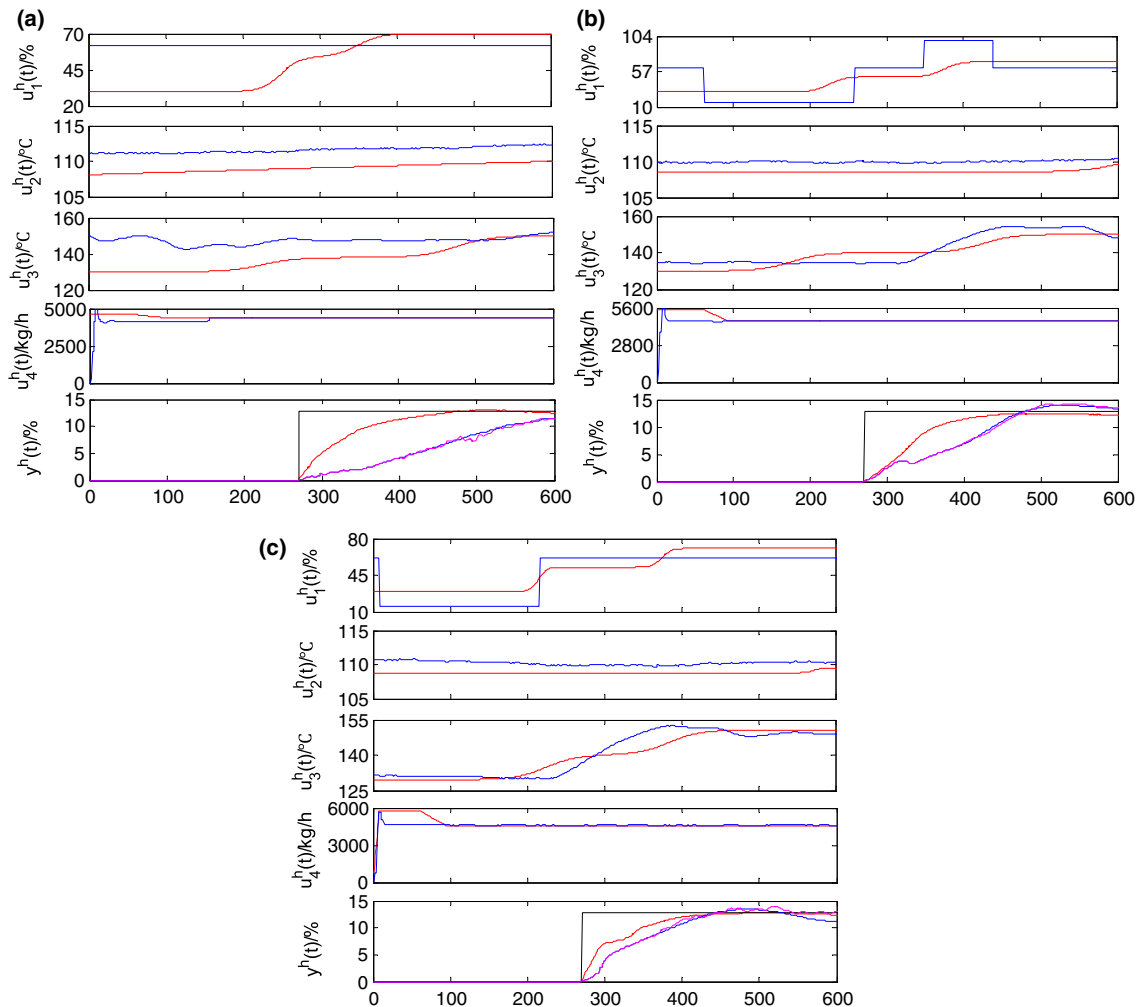 (a)
u₁ʰ(t)/%
70
45
20
u₂ʰ(t)/°C
115
110
105
u₃ʰ(t)/°C
160
140
120
u₄ʰ(t)/kg/h
5000
2500
0
yʰ(t)/%
15
10
5
0
0 100 200 300 400 500 600
(b)
u₁ʰ(t)/%
104
57
10
u₂ʰ(t)/°C
115
110
105
u₃ʰ(t)/°C
160
140
120
u₄ʰ(t)/kg/h
5600
2800
0
yʰ(t)/%
15
10
5
0
0 100 200 300 400 500 600
(c)
u₁ʰ(t)/%
80
45
10
u₂ʰ(t)/°C
115
110
105
u₃ʰ(t)/°C
155
140
125
u₄ʰ(t)/kg/h
6000
3000
0
yʰ(t)/%
15
10
5
0
0 100 200 300 400 500 600